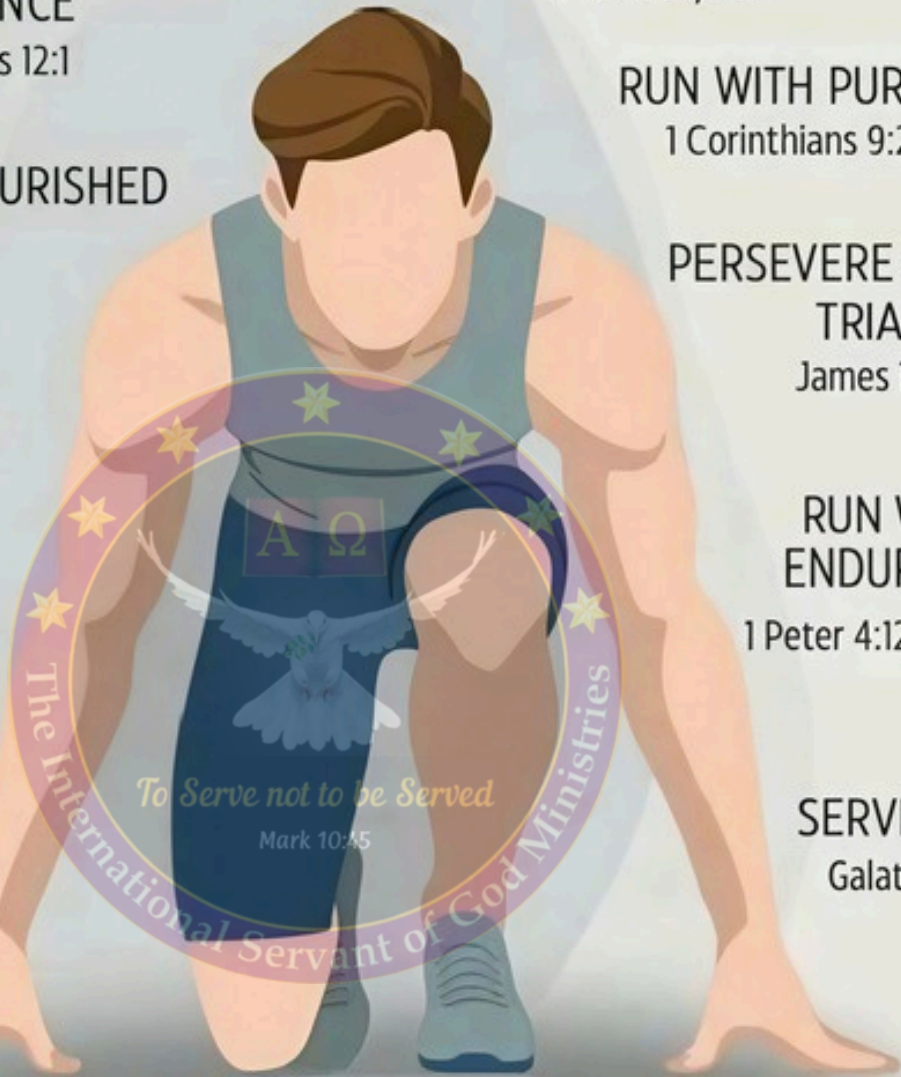 NCE
s 12:1
URISHED
RUN WITH PUR
1 Corinthians 9:2
PERSEVERE
TRIA
James
RUN
ENDUR
1 Peter 4:12
SERV
Galat
Α Ω
To Serve not to be Served
Mark 10:45
The International Servant of God Ministries